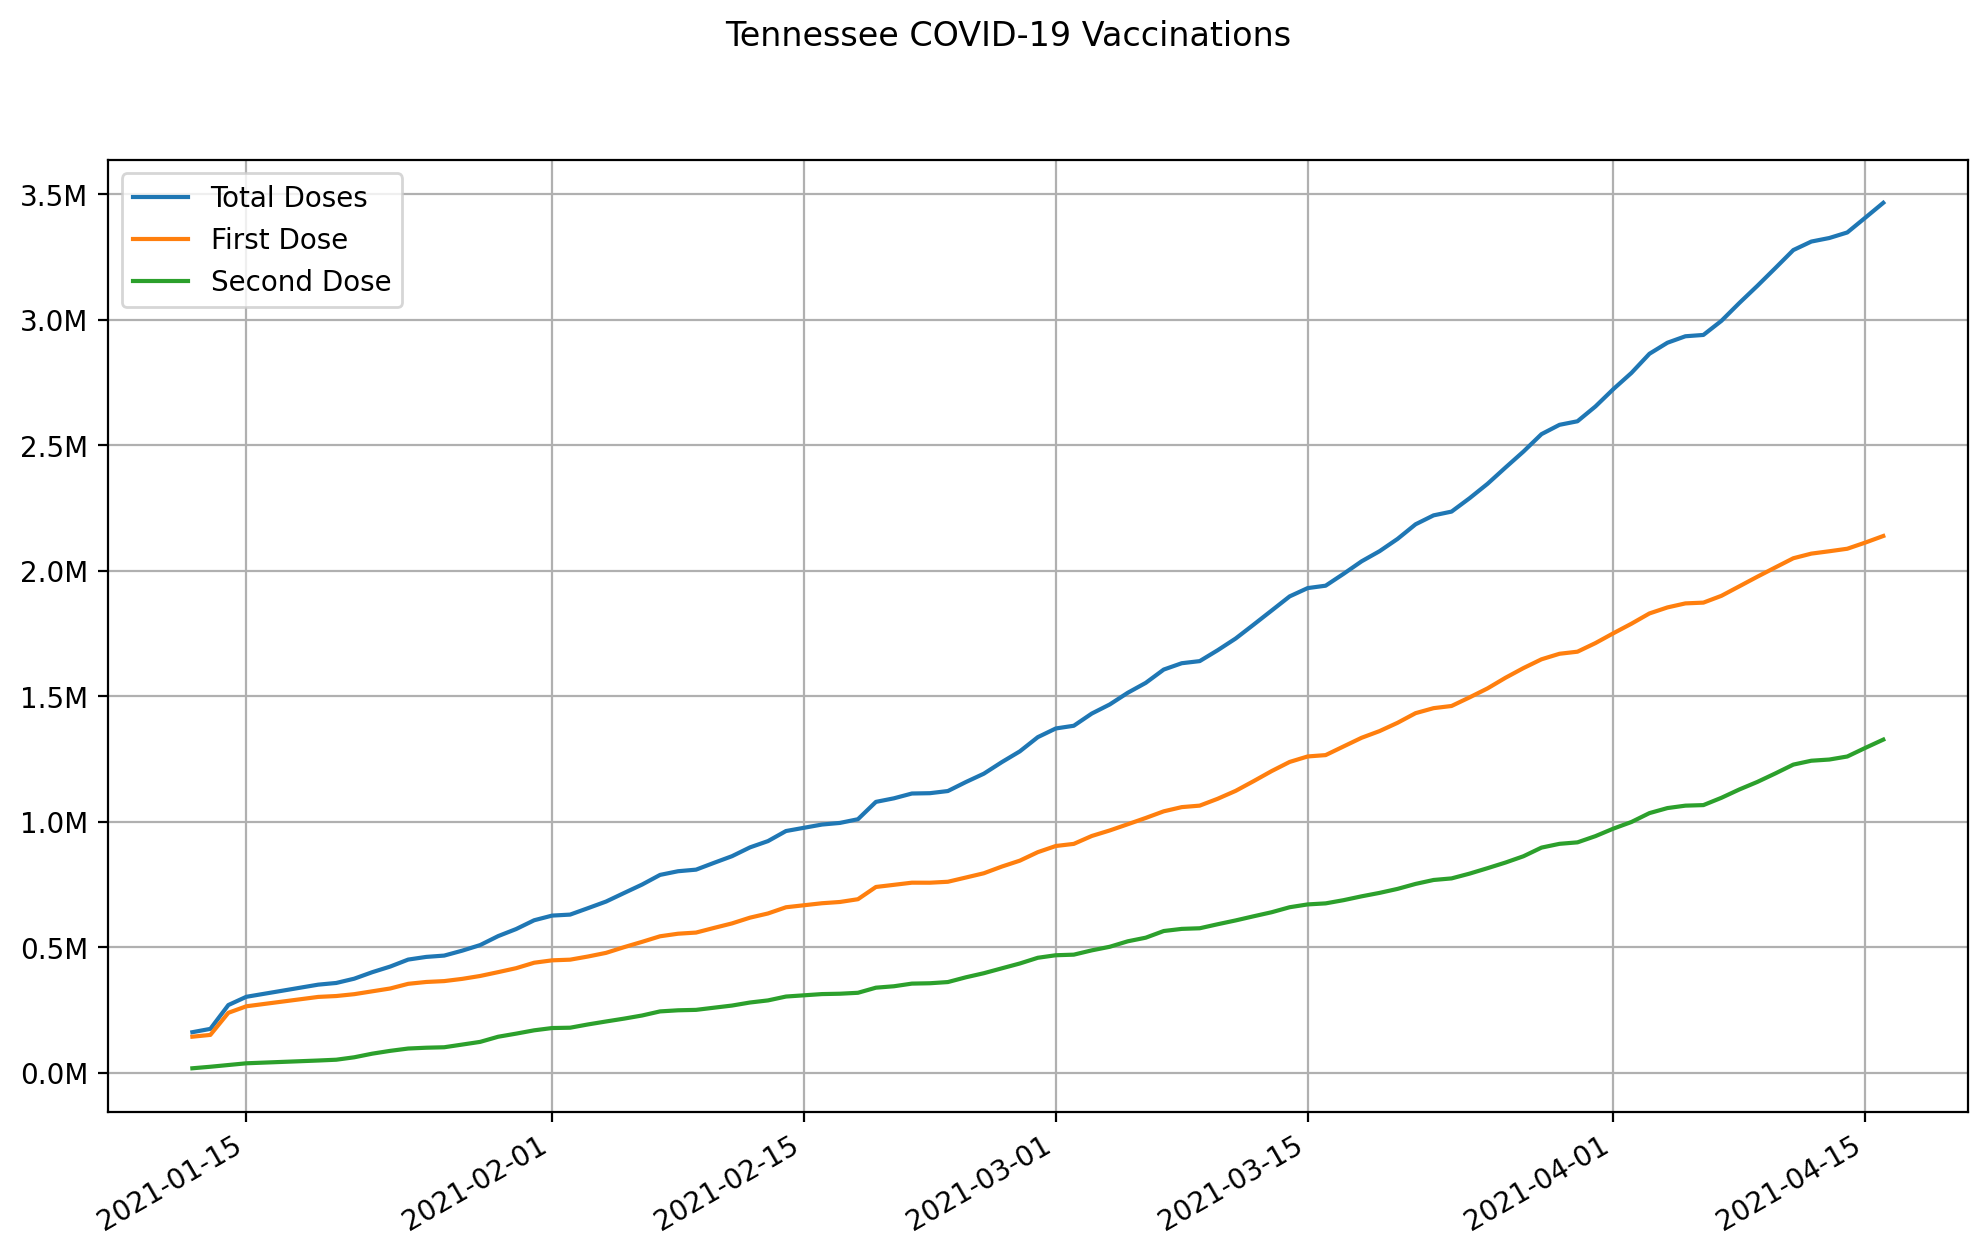 Tennessee COVID-19 Vaccinations
3.5M
3.0M
2.5M
2.0M
1.5M
1.0M
0.5M
0.0M
Total Doses
First Dose
Second Dose
2021-01-15
2021-02-01
2021-02-15
2021-03-01
2021-03-15
2021-04-01
2021-04-15